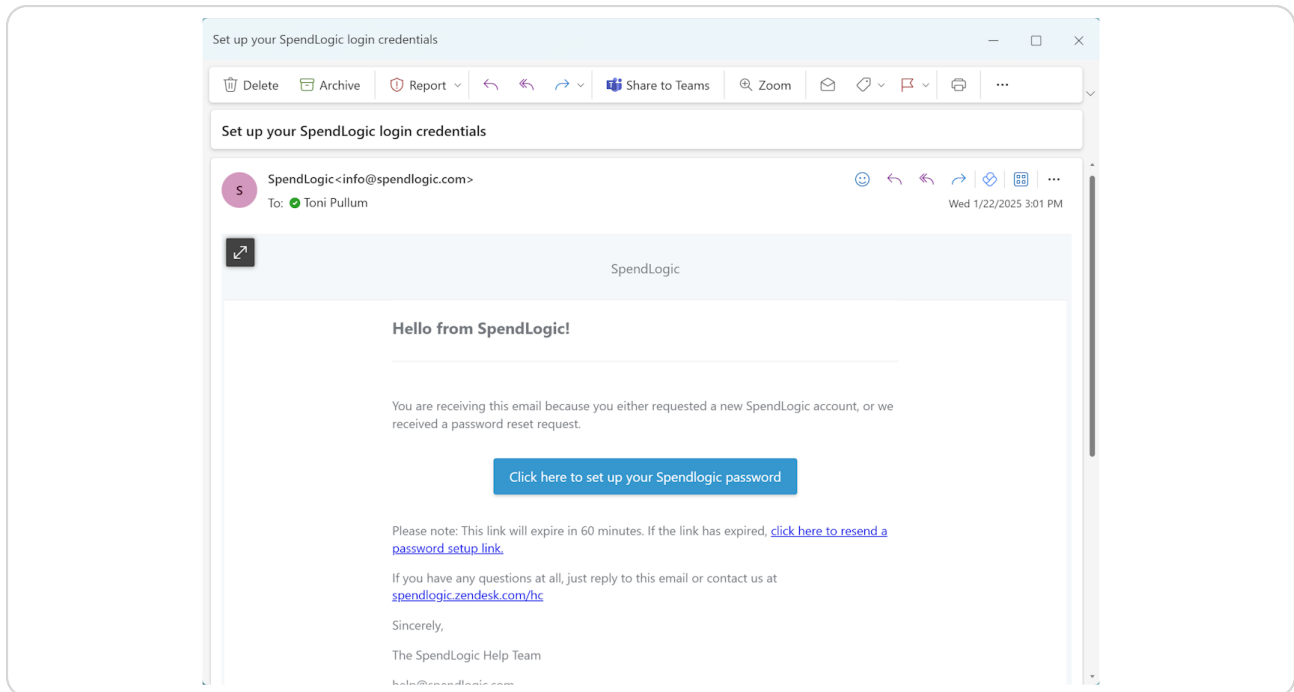 Set up your SpendLogic login credentials
Delete Archive Report Share to Teams Zoom
Set up your SpendLogic login credentials
S
SpendLogic<info@spendlogic.com>
To: Toni Pullum
Wed 1/22/2025 3:01 PM
SpendLogic
Hello from SpendLogic!
You are receiving this email because you either requested a new SpendLogic account, or we
received a password reset request.
Click here to set up your Spendlogic password
Please note: This link will expire in 60 minutes. If the link has expired, click here to resend a
password setup link.
If you have any questions at all, just reply to this email or contact us at
spendlogic.zendesk.com/hc
Sincerely,
The SpendLogic Help Team
help@spendlogic.com